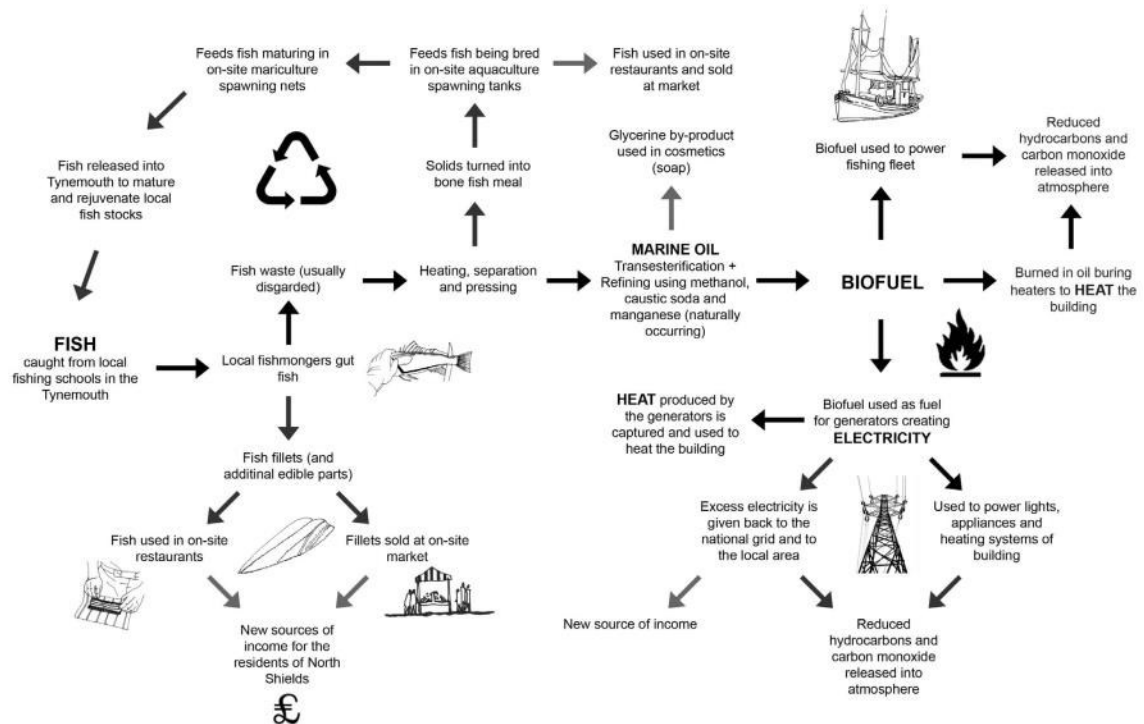 Feeds fish maturing in
on-site mariculture
spawning nets
Feeds fish being bred
in on-site aquaculture
spawning tanks
Fish used in on-site
restaurants and sold
at market
Glycerine by-product
used in cosmetics
(soap)
Biofuel used to power
fishing fleet
Reduced
hydrocarbons and
carbon monoxide
released into
atmosphere
Fish released into
Tynemouth to mature
and rejuvenate local
fish stocks
Solids turned into
bone fish meal
Fish waste (usually
disgarded)
Heating, separation
and pressing
MARINE OIL
Transesterification +
Refining using methanol,
caustic soda and
manganese (naturally
occurring)
BIOFUEL
Burned in oil buring
heaters to HEAT the
building
FISH
caught from local
fishing schools in the
Tynemouth
Local fishmongers gut
fish
HEAT produced by
the generators is
captured and used to
heat the building
Biofuel used as fuel
for generators creating
ELECTRICITY
Fish fillets (and
additinal edible parts)
Fish used in on-site
restaurants
Fillets sold at on-site
market
Excess electricity is
given back to the
national grid and to
the local area
Used to power lights,
appliances and
heating systems of
building
New sources of
income for the
residents of North
Shields
£
New source of income
Reduced
hydrocarbons and
carbon monoxide
released into
atmosphere